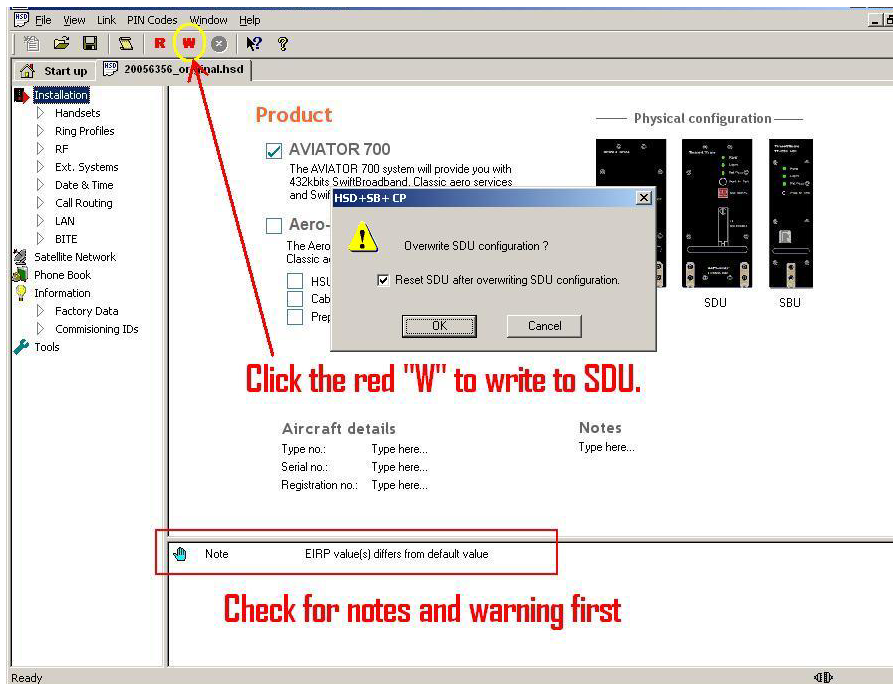 File View Link PIN Codes Window Help
R W
Start up 20056356_or nal.hsd
Installation
Handsets
Ring Profiles
RF
Ext. Systems
Date & Time
Call Routing
LAN
BITE
Satellite Network
Phone Book
Information
Factory Data
Commisioning IDs
Tools
Product
AVIATOR 700
The AVIATOR 700 system will provide you with
432kbits SwiftBroadband. Classic aero services
and Swif
Aero-
The Aero
Classic a
HSU
Cab
Prep
Physical configuration
SDU
SBU
HSD+SB+ CP
Overwrite SDU configuration ?
Reset SDU after overwriting SDU configuration.
OK Cancel
Click the red "W" to write to SDU.
Aircraft details
Type no.: Type here...
Serial no.: Type here...
Registration no.: Type here...
Notes
Type here...
Note EIRP value(s) differs from default value
Check for notes and warning first
Ready